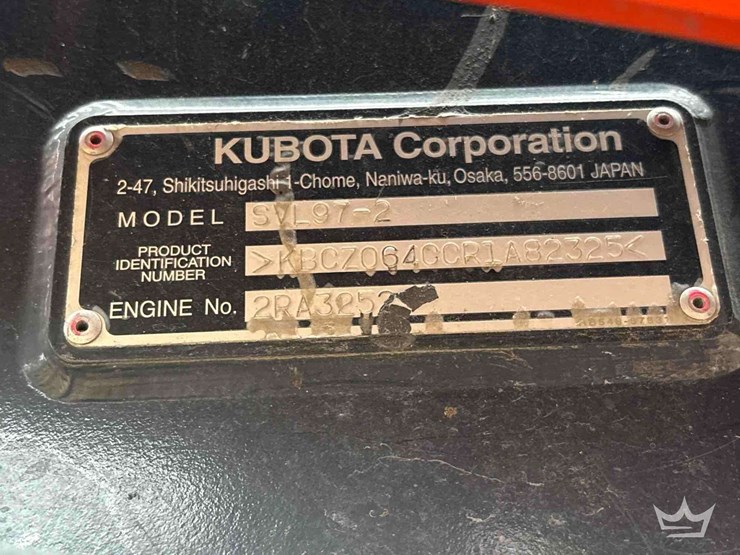 KUBOTA Corporation
2-47, Shikitsuhigashi 1-Chome, Naniwa-ku, Osaka, 556-8601 JAPAN
MODEL SVL97-2
PRODUCT
IDENTIFICATION
NUMBER
>KBCZ064CCR1A82325<
ENGINE No.